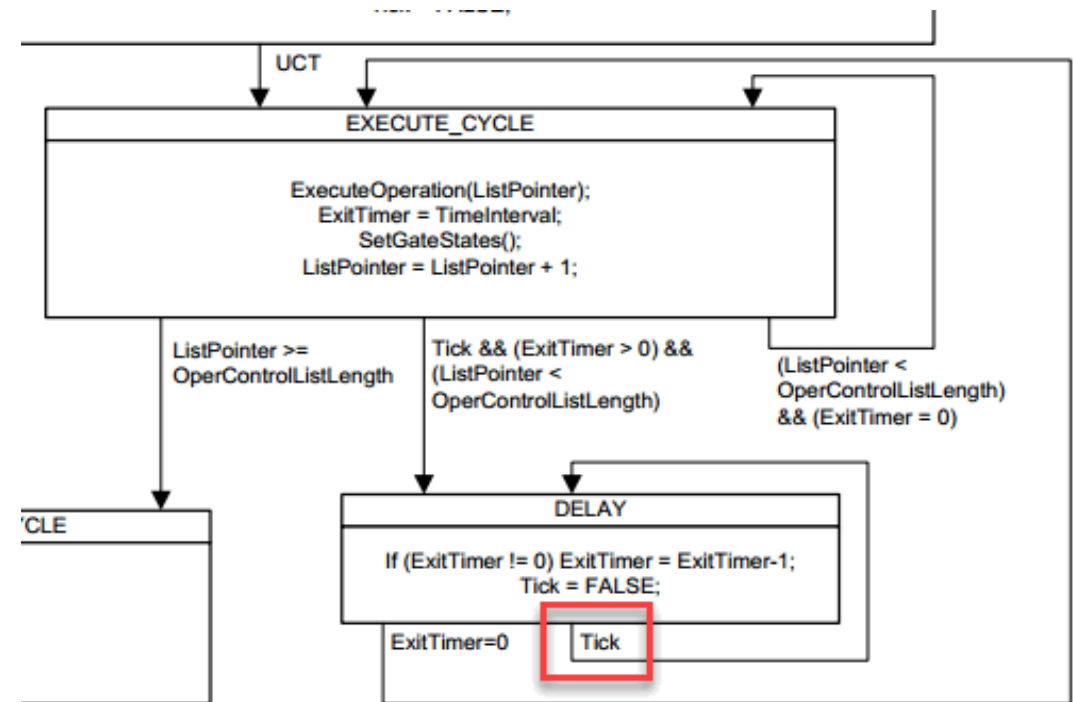 UCT
EXECUTE_CYCLE
ExecuteOperation(ListPointer);
ExitTimer = TimeInterval;
SetGateStates();
ListPointer = ListPointer + 1;
ListPointer >=
OperControlListLength
Tick && (ExitTimer > 0) &&
(ListPointer <
OperControlListLength)
(ListPointer <
OperControlListLength)
&& (ExitTimer = 0)
CLE
DELAY
If (ExitTimer != 0) ExitTimer = ExitTimer-1;
Tick = FALSE;
ExitTimer=0
Tick